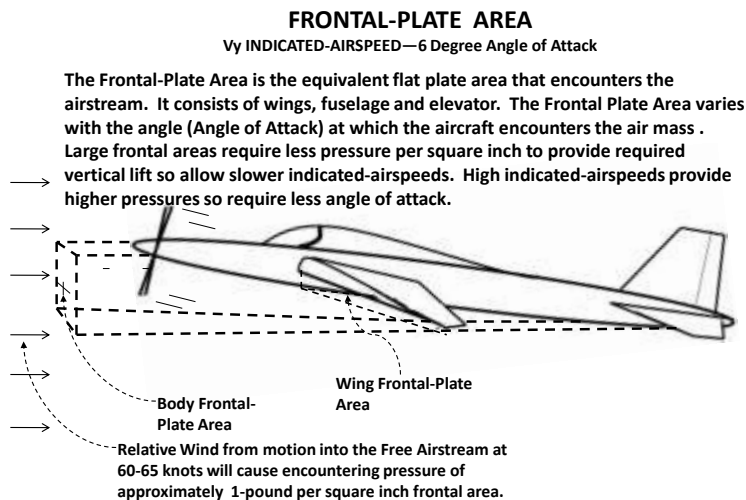 FRONTAL-PLATE AREA
Vy INDICATED-AIRSPEED—6 Degree Angle of Attack
The Frontal-Plate Area is the equivalent flat plate area that encounters the
airstream. It consists of wings, fuselage and elevator. The Frontal Plate Area varies
with the angle (Angle of Attack) at which the aircraft encounters the air mass .
Large frontal areas require less pressure per square inch to provide required
vertical lift so allow slower indicated-airspeeds. High indicated-airspeeds provide
higher pressures so require less angle of attack.
Wing Frontal-Plate
Area
Body Frontal-
Plate Area
Relative Wind from motion into the Free Airstream at
60-65 knots will cause encountering pressure of
approximately 1-pound per square inch frontal area.